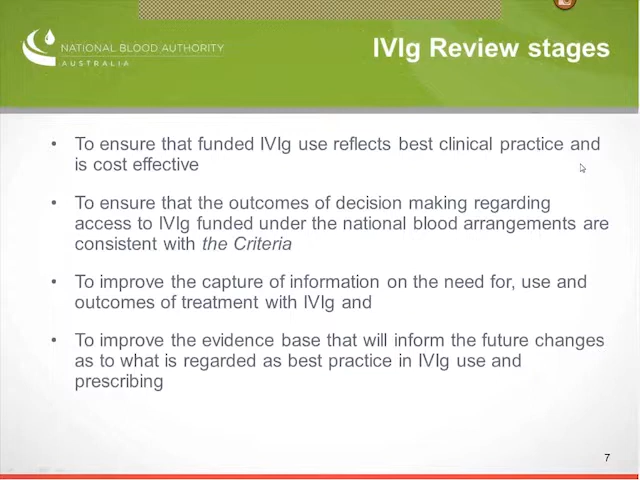 NATIONAL BLOOD AUTHORITY
AUSTRALIA
IVIg Review stages
• To ensure that funded IVIg use reflects best clinical practice and
is cost effective
• To ensure that the outcomes of decision making regarding
access to IVIg funded under the national blood arrangements are
consistent with the Criteria
• To improve the capture of information on the need for, use and
outcomes of treatment with IVIg and
• To improve the evidence base that will inform the future changes
as to what is regarded as best practice in IVIg use and
prescribing
7